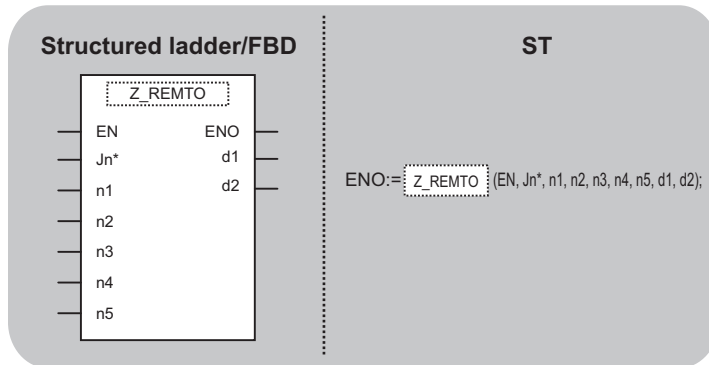 Structured ladder/FBD
Z_REMTO
EN ENO
Jn* d1
n1 d2
n2
n3
n4
n5
ST
ENO:= Z_REMTO (EN, Jn*, n1, n2, n3, n4, n5, d1, d2);